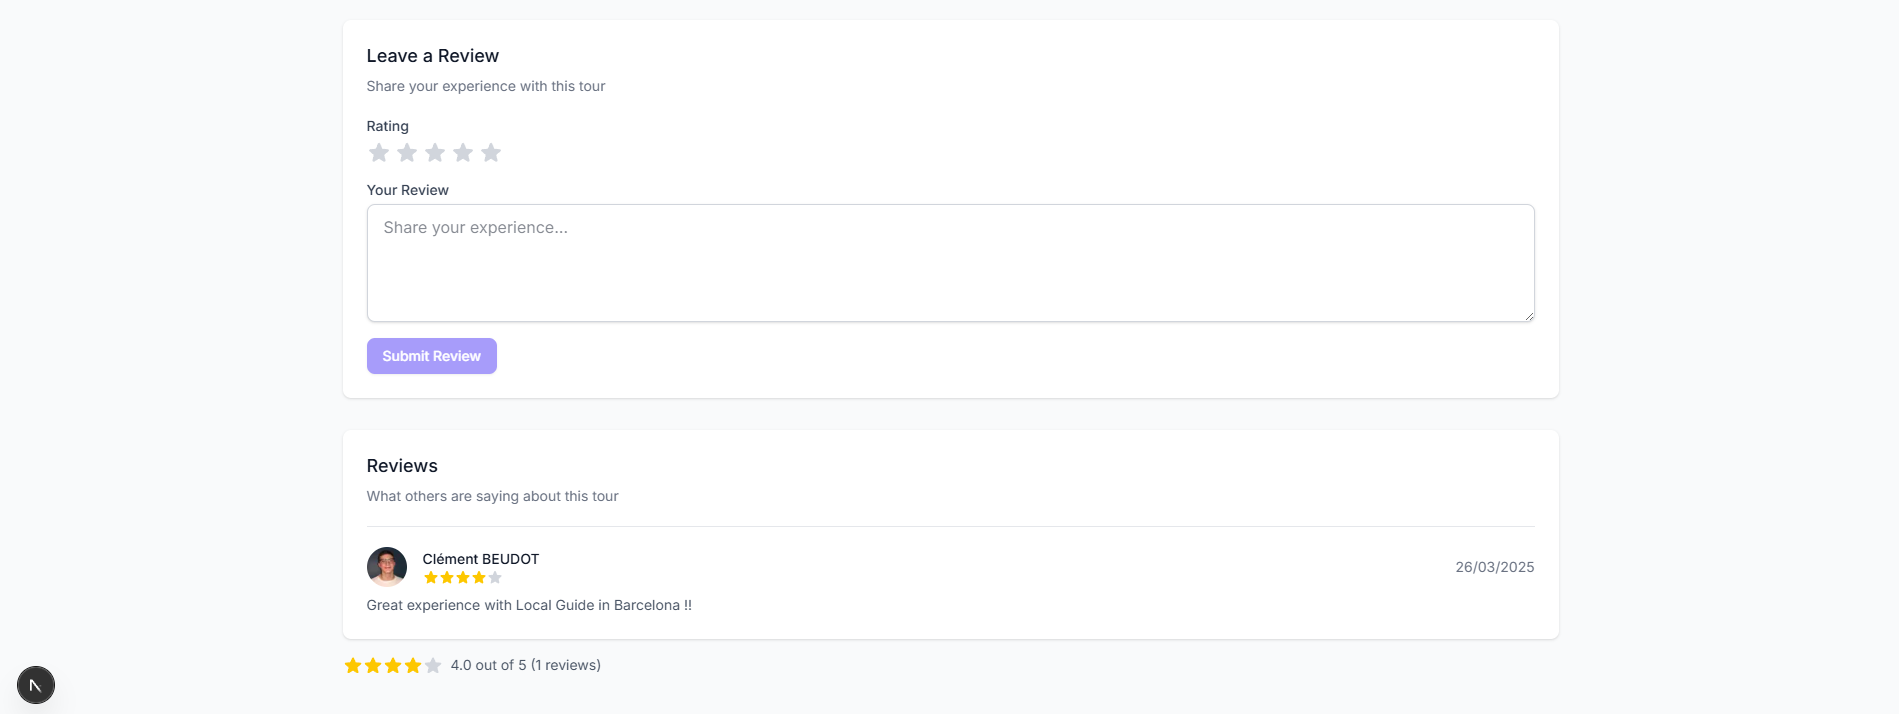 Leave a Review
Share your experience with this tour
Rating
Your Review
Share your experience...
Submit Review
Reviews
What others are saying about this tour
Clément BEUDOT
26/03/2025
Great experience with Local Guide in Barcelona !!
4.0 out of 5 (1 reviews)
N